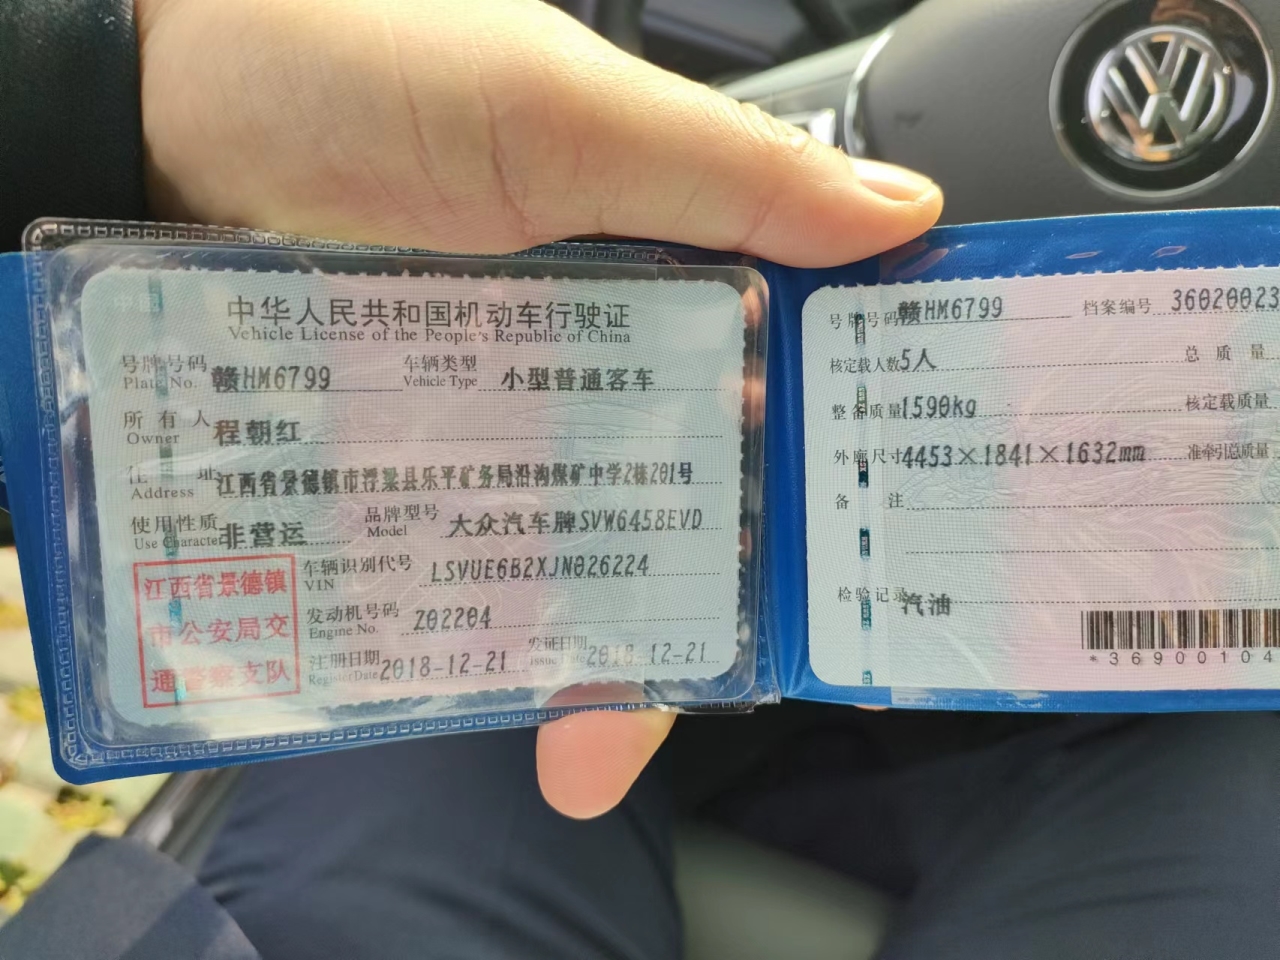 中华人民共和国机动车行驶证
Vehicle License of the People's Republic of China
号牌号码 赣HM6799 车辆类型 小型普通客车
Plate No. Vehicle Type
所有人 程朝红
Owner
住址 江西省景德镇市浮梁县乐平矿务局沿沟煤矿中学2栋201号
Address
使用性质 非营运 品牌型号 大众汽车牌SVW6458EVD
Use Character Model
车辆识别代号 LSVUE6B2XJN026224
VIN
发动机号码 Z02204
Engine No.
注册日期 2018-12-21 发证日期 2018-12-21
Register Date Issue Date
江西省景德镇
市公安局交
通警察支队
号牌号码 赣HM6799 档案编号 36020023
核定载人数 5人 总质量
整备质量 1590kg 核定载质量
外廓尺寸 4453×1841×1632mm 准牵引总质量
备注
检验记录 汽油
*36900104